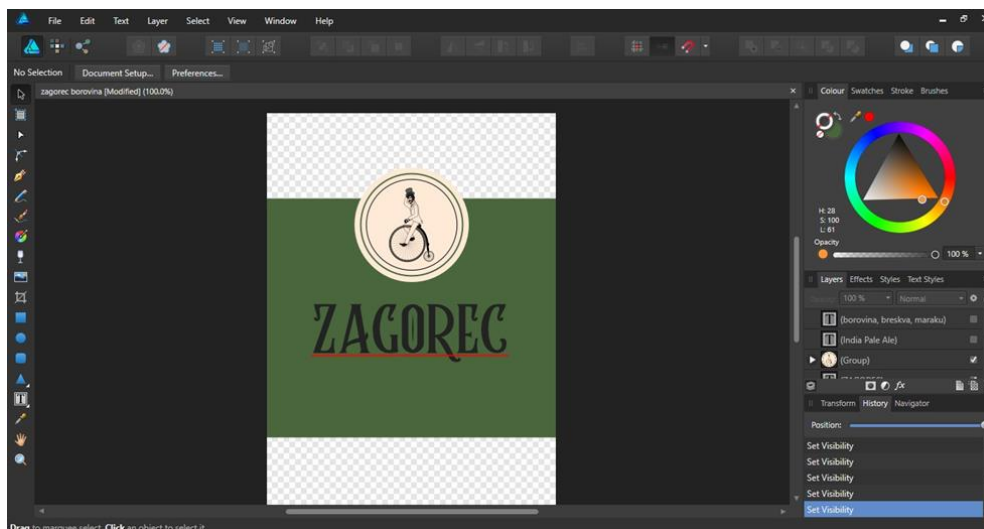 File Edit Text Layer Select View Window Help
No Selection Document Setup... Preferences...
zagorec borovina [Modified] (100.0%)
ZAGOREC
Colour Swatches Stroke Brushes
H: 28
S: 100
L: 61
Opacity
100 %
Layers Effects Styles Text Styles
100 % Normal
(borovina, breskva, maraku)
(India Pale Ale)
(Group)
fx
Transform History Navigator
Position:
Set Visibility
Set Visibility
Set Visibility
Set Visibility
Set Visibility
Drag to marquee select. Click an object to select it.